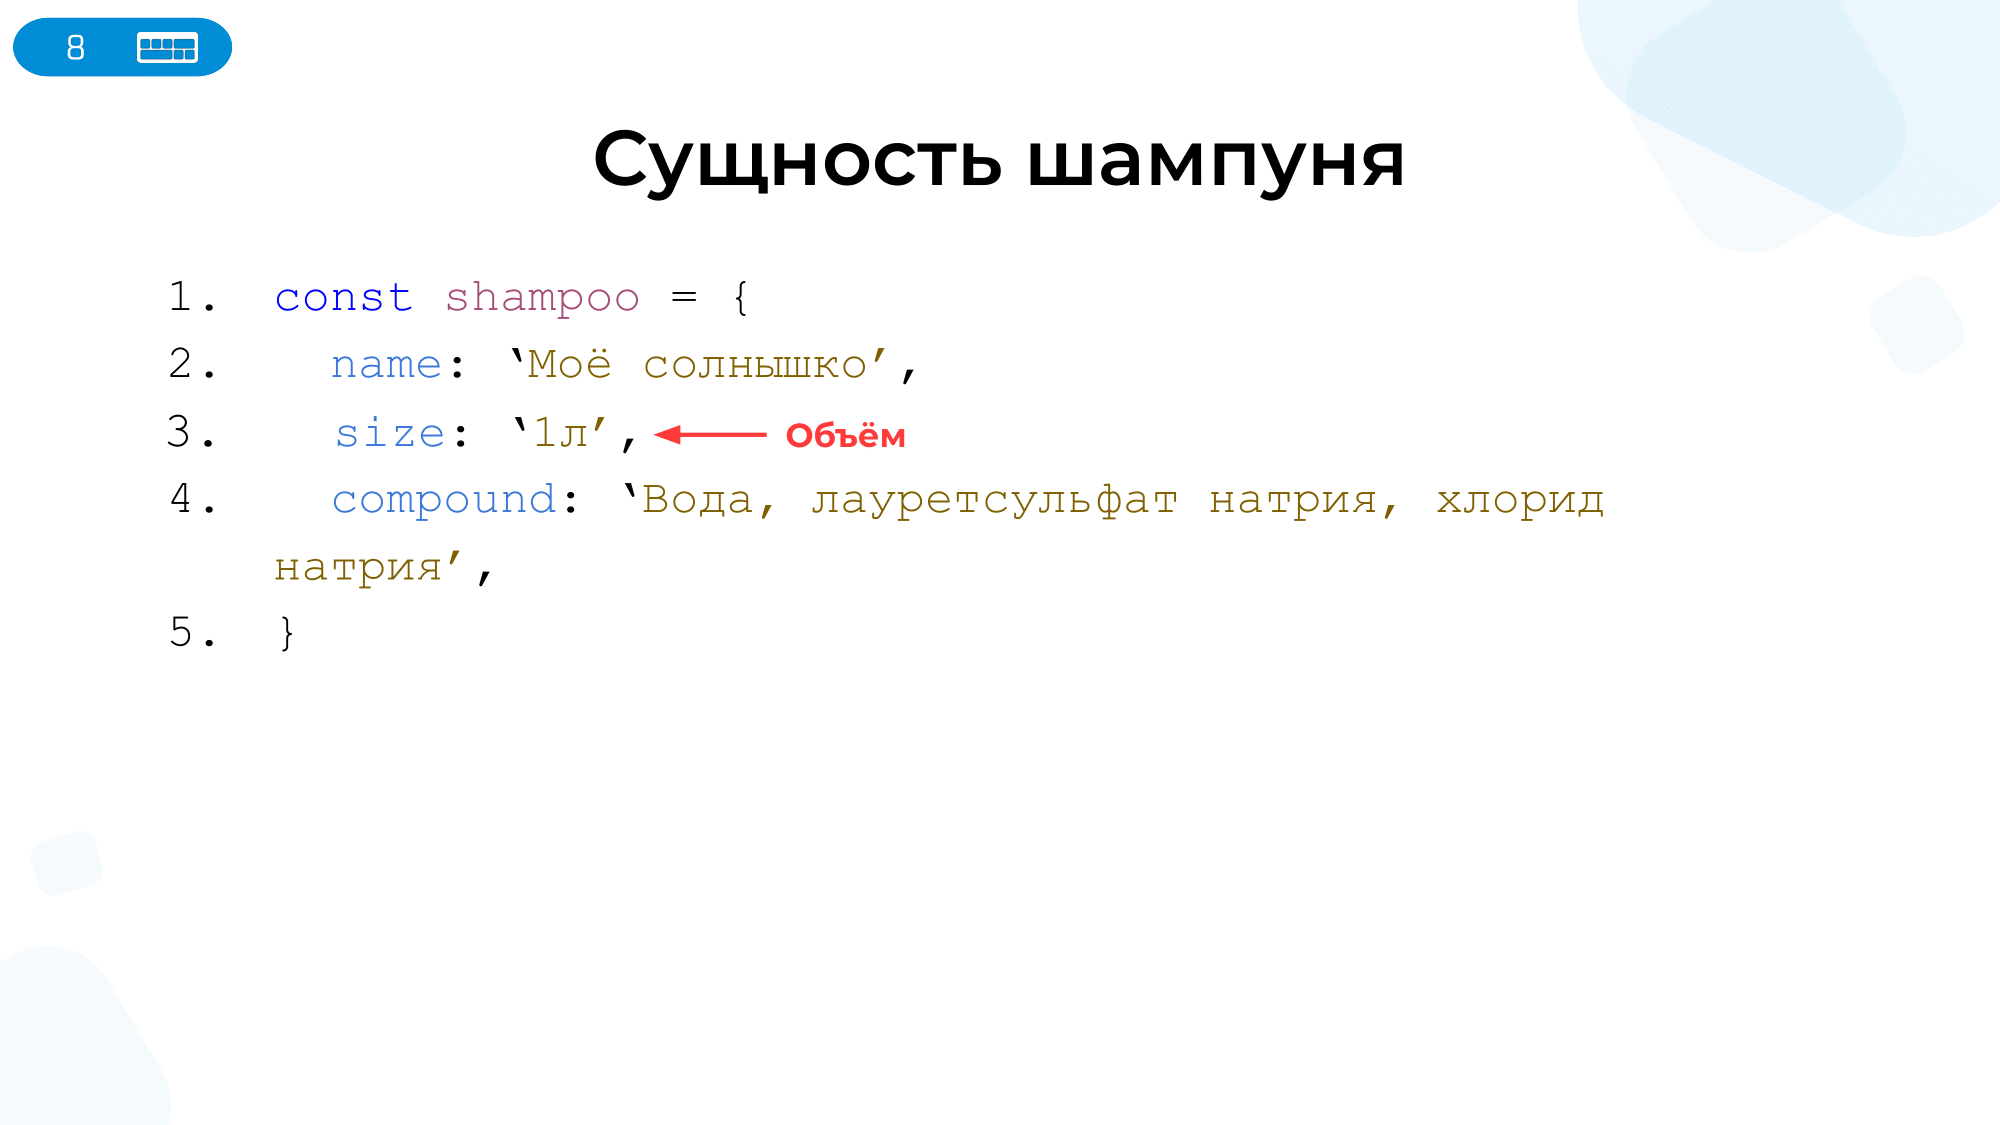 8
Сущность шампуня
1. const shampoo = {
2. name: ‘Моё солнышко’,
3. size: ‘1л’, Объём
4. compound: ‘Вода, лауретсульфат натрия, хлорид
натрия’,
5. }